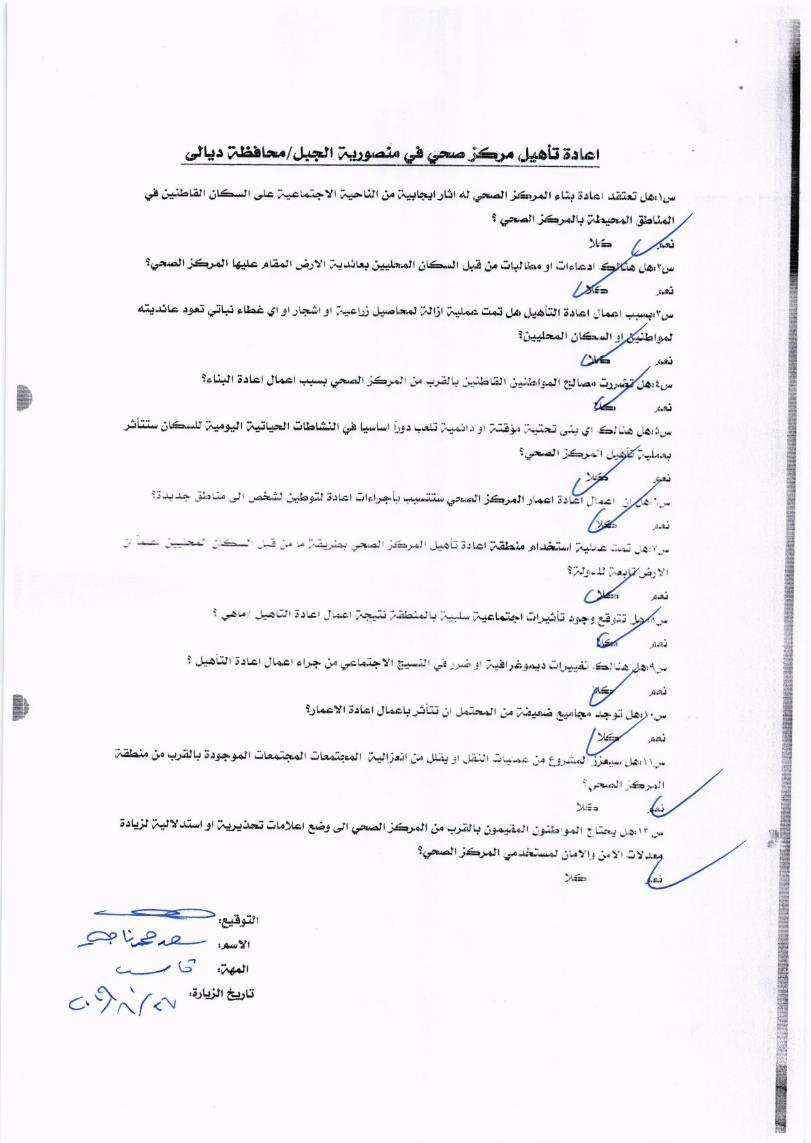 اعادة تأهيل مركز صحي في منصورية الجبل/محافظة ديالى
س١:هل تعتقد اعادة بناء المركز الصحي له اثار ايجابية من الناحية الاجتماعية على السكان القاطنين في
المناطق المحيطة بالمركز الصحي ؟
نعم كلا
س٢:هل هنالك ادعاءات او مطالبات من قبل السكان المحليين بعائدية الارض المقام عليها المركز الصحي؟
نعم كلا
س٣:بسبب اعمال اعادة التأهيل هل تمت عملية ازالة لمحاصيل زراعية او اشجار او اي غطاء نباتي تعود عائديته
لمواطنين او السكان المحليين؟
نعم كلا
س٤:هل تضررت مصالح المواطنين القاطنين بالقرب من المركز الصحي بسبب اعمال اعادة البناء؟
نعم كلا
س٥:هل هنالك اي بنى تحتية مؤقتة او دائمية تلعب دوراً اساسيا في النشاطات الحياتية اليومية للسكان ستتأثر
بعملية تأهيل المركز الصحي؟
نعم كلا
س٦:هل ان اعمال اعادة اعمار المركز الصحي ستتسبب بأجراءات اعادة لتوطين لشخص الى مناطق جديدة؟
نعم كلا
س٧:هل تمت عملية استخدام منطقة اعادة تأهيل المركز الصحي بطريقة ما من قبل السكان المحليين علماً ان
الارض تابعة للدولة؟
نعم كلا
س٨:هل تتوقع وجود تأثيرات اجتماعية سلبية بالمنطقة نتيجة اعمال اعادة التاهيل /ماهي ؟
نعم كلا
س٩:هل هنالك تغييرات ديموغرافية او ضرر في النسيج الاجتماعي من جراء اعمال اعادة التأهيل ؟
نعم كلا
س١٠:هل توجد مجاميع ضعيفة من المحتمل ان تتأثر باعمال اعادة الاعمار؟
نعم كلا
س١١:هل سيعزز المشروع من عمليات النقل او يقلل من انعزالية المجتمعات المجتمعات الموجودة بالقرب من منطقة
المركز الصحي؟
نعم كلا
س١٢:هل يحتاج المواطنون المقيمون بالقرب من المركز الصحي الى وضع اعلامات تحذيرية او استدلالية لزيادة
معدلات الامن والامان لمستخدمي المركز الصحي؟
نعم كلا
التوقيع:
الاسم: سعد محمد ناجي
المهة: كاسب
تاريخ الزيارة: